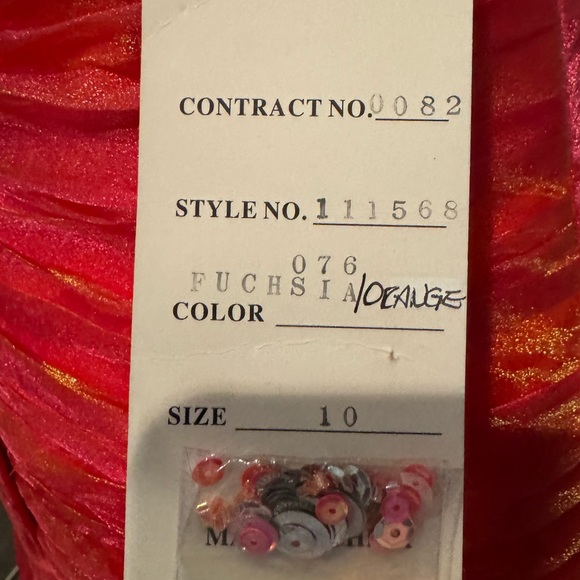 CONTRACT NO. 0082
STYLE NO. 111568
076
FUCHSIA/ORANGE
COLOR
SIZE 10